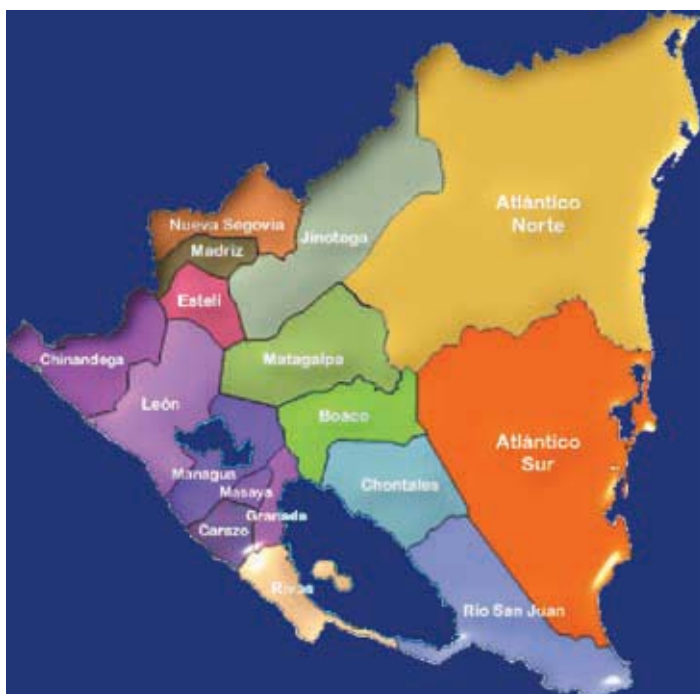 Atlántico
Norte
Nueva Segovia
Jinotega
Madriz
Estelí
Chinandega
Matagalpa
León
Boaco
Atlántico
Sur
Managua
Masaya
Chontales
Granada
Carazo
Rivas
Río San Juan